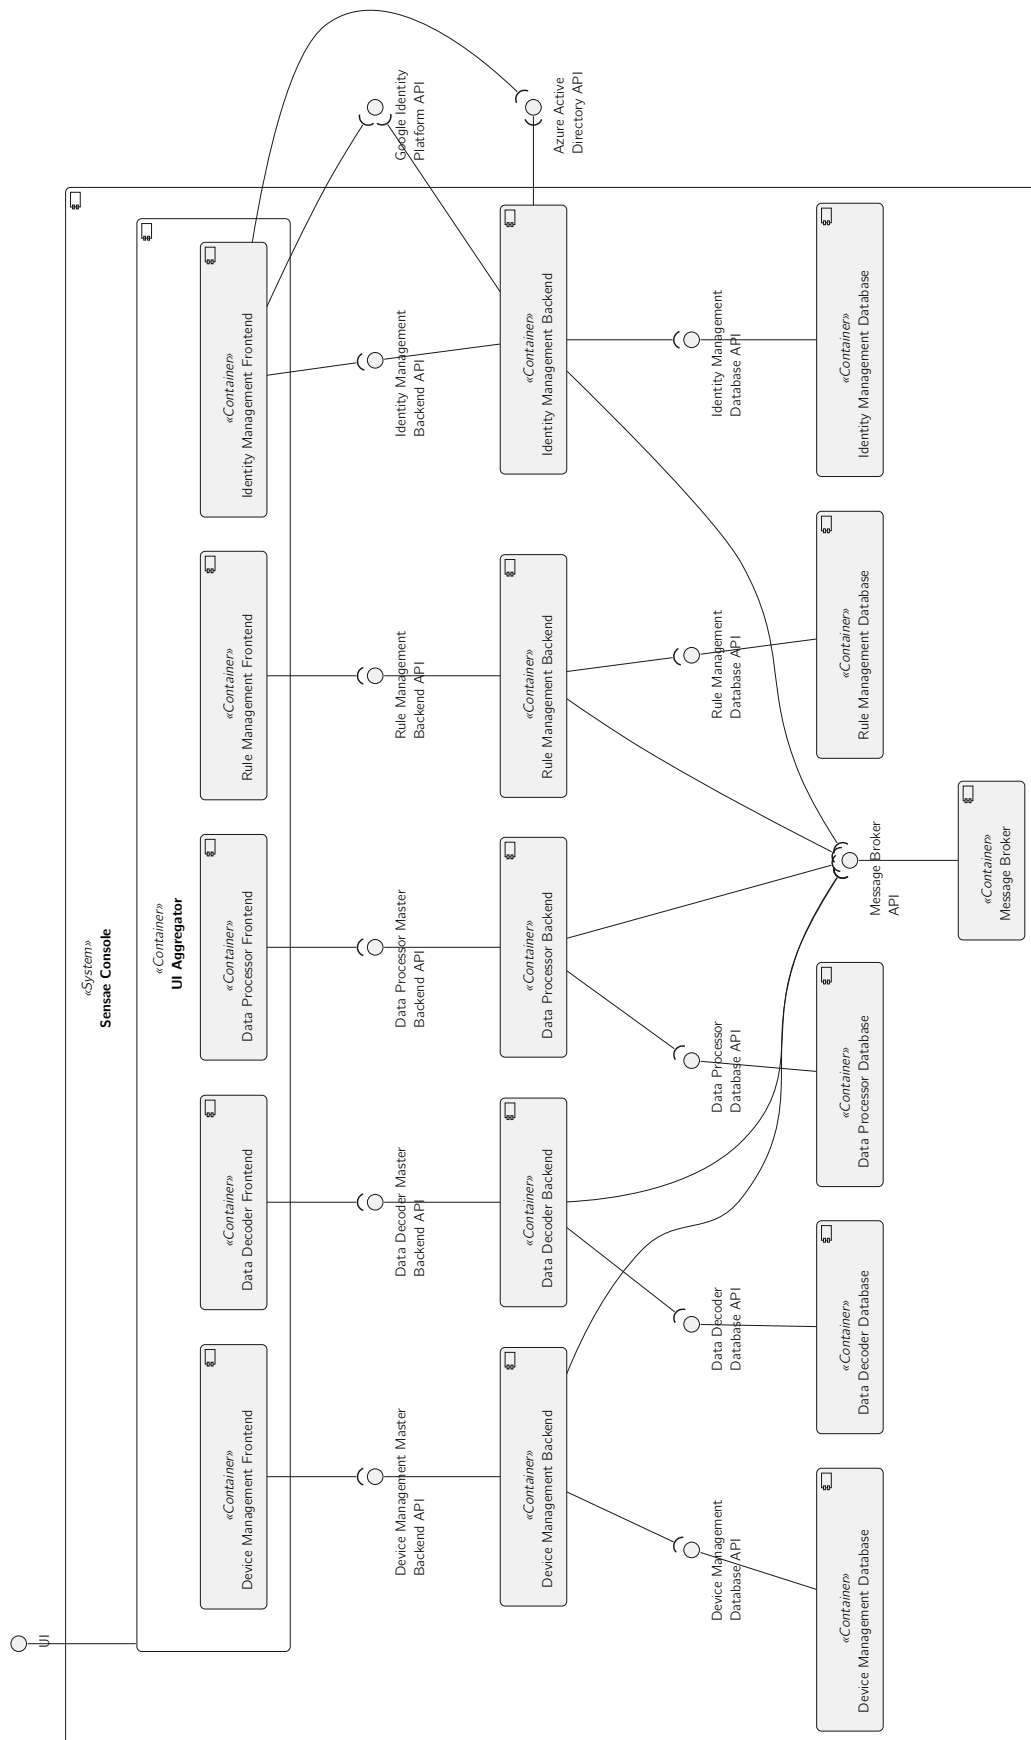 UI
«System»
Sensae Console
«Container»
UI Aggregator
«Container»
Device Management Frontend
«Container»
Data Decoder Frontend
«Container»
Data Processor Frontend
«Container»
Rule Management Frontend
«Container»
Identity Management Frontend
Device Management Master
Backend API
Data Decoder Master
Backend API
Data Processor Master
Backend API
Rule Management
Backend API
Identity Management
Backend API
Google Identity
Platform API
«Container»
Device Management Backend
«Container»
Data Decoder Backend
«Container»
Data Processor Backend
«Container»
Rule Management Backend
«Container»
Identity Management Backend
Azure Active
Directory API
Device Management
Database API
Data Decoder
Database API
Data Processor
Database API
Rule Management
Database API
Identity Management
Database API
«Container»
Device Management Database
«Container»
Data Decoder Database
«Container»
Data Processor Database
Message Broker
API
«Container»
Rule Management Database
«Container»
Identity Management Database
«Container»
Message Broker